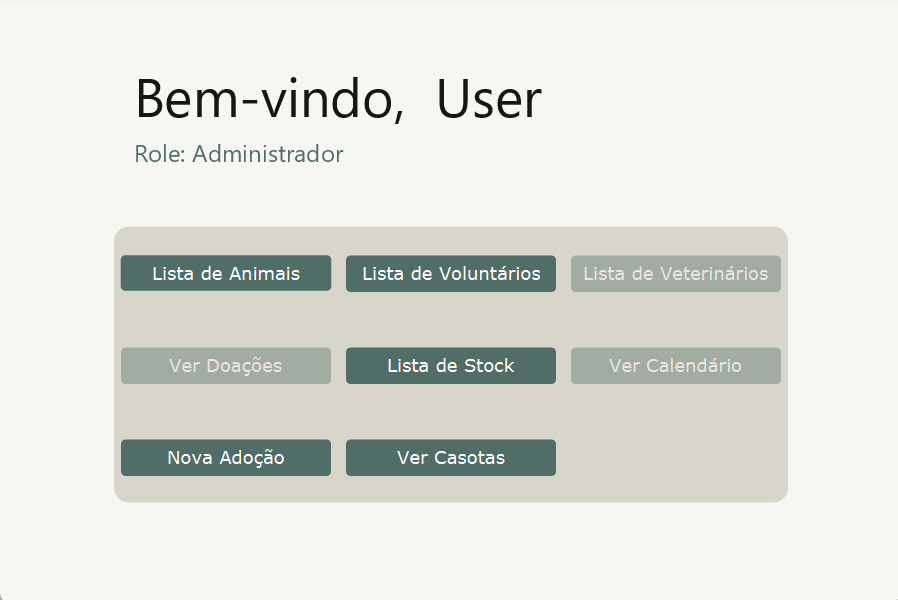 Bem-vindo, User
Role: Administrador
Lista de Animais
Lista de Voluntários
Lista de Veterinários
Ver Doações
Lista de Stock
Ver Calendário
Nova Adoção
Ver Casotas